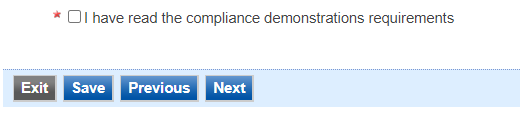 * I have read the compliance demonstrations requirements
Exit Save Previous Next